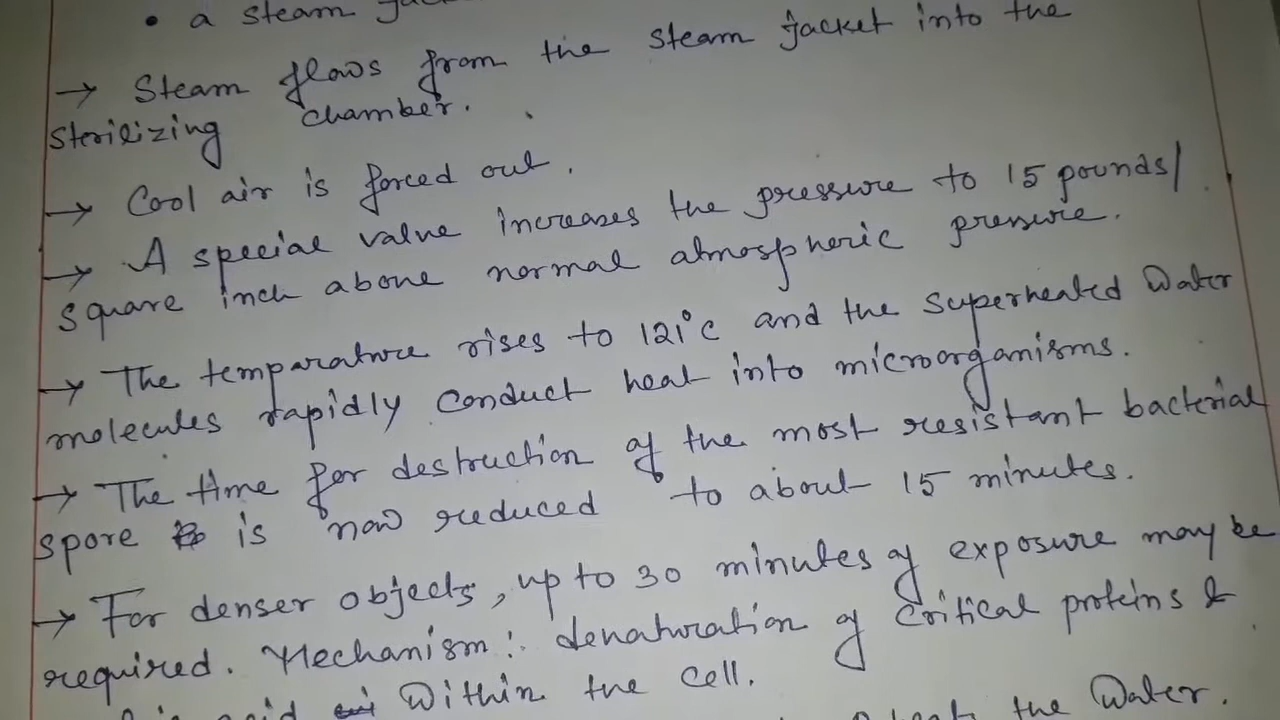 • a steam
→ Steam flows from the steam jacket into the
sterilizing chamber.
→ Cool air is forced out.
→ A special valve increases the pressure to 15 pounds/
square inch above normal atmospheric pressure.
→ The temparature rises to 121°c and the superheated water
molecules rapidly conduct heat into microorganisms.
→ The time for destruction of the most resistant bacterial
spore is now reduced to about 15 minutes.
→ For denser objects, up to 30 minutes of exposure may be
required. Mechanism: denaturation of critical proteins &
within the cell.
the water.